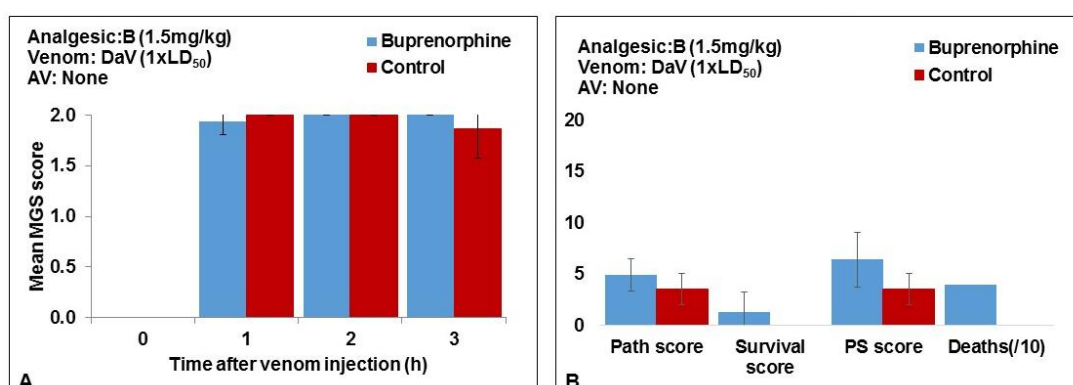 Analgesic:B (1.5mg/kg)
Venom: DaV (1xLD50)
AV: None
Buprenorphine
Control
Mean MGS score
2.0
1.5
1.0
0.5
0.0
0 1 2 3
Time after venom injection (h)
A
Analgesic:B (1.5mg/kg)
Venom: DaV (1xLD50)
AV: None
Buprenorphine
Control
20
15
10
5
0
Path score Survival score PS score Deaths(/10)
B